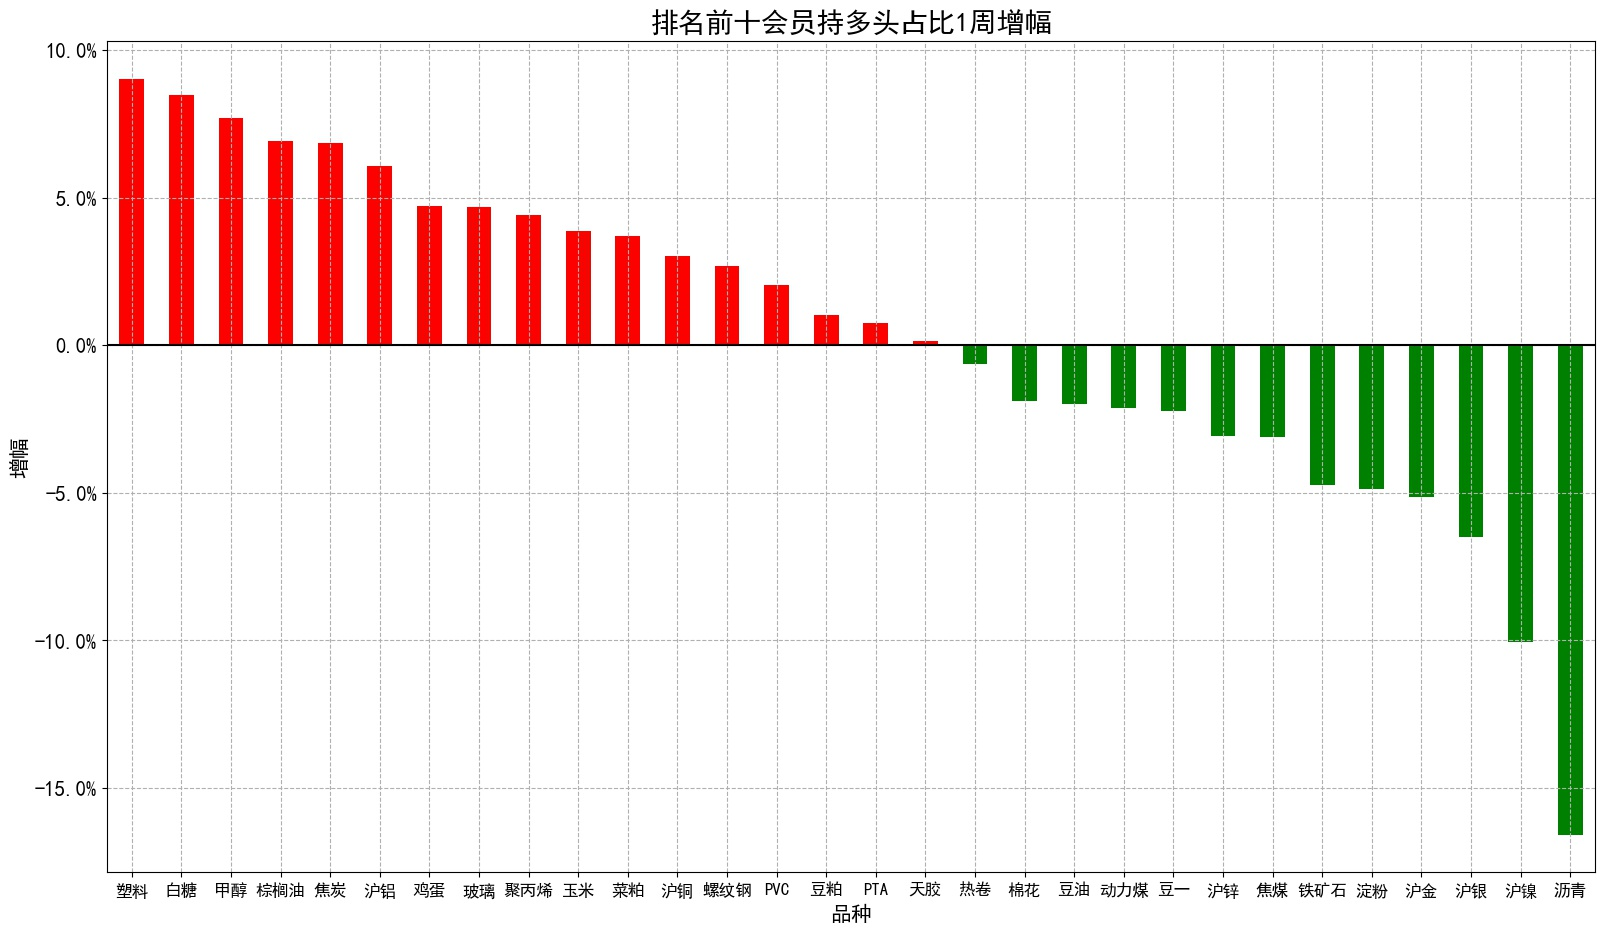 排名前十会员持多头占比1周增幅
10.0%
5.0%
0.0%
-5.0%
-10.0%
-15.0%
增幅
塑料 白糖 甲醇 棕榈油 焦炭 沪铝 鸡蛋 玻璃 聚丙烯 玉米 菜粕 沪铜 螺纹钢 PVC 豆粕 PTA 天胶 热卷 棉花 豆油 动力煤 豆一 沪锌 焦煤 铁矿石 淀粉 沪金 沪银 沪镍 沥青
品种